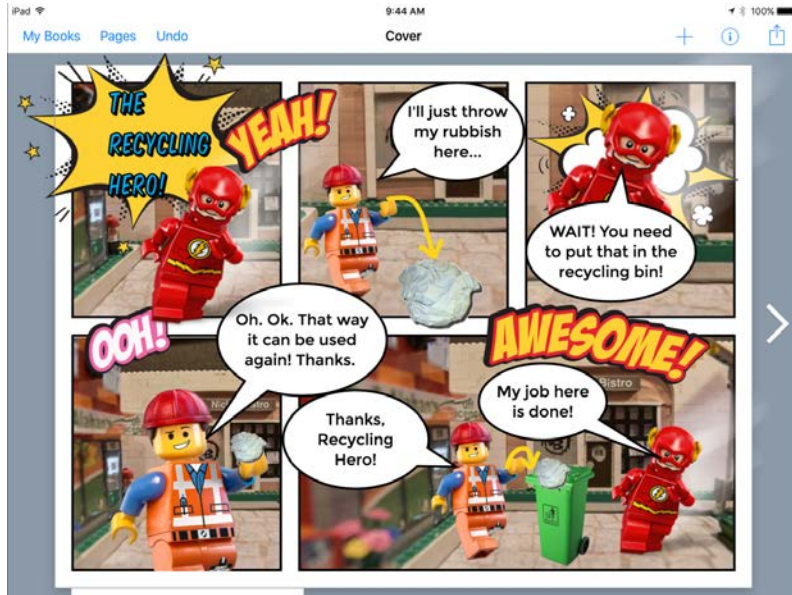 iPad
9:44 AM
100%
My Books
Pages
Undo
Cover
THE
RECYCLING
HERO!
YEAH!
I'll just throw
my rubbish
here...
WAIT! You need
to put that in the
recycling bin!
OOH!
Oh. Ok. That way
it can be used
again! Thanks.
Thanks,
Recycling
Hero!
AWESOME!
My job here
is done!
Bistro